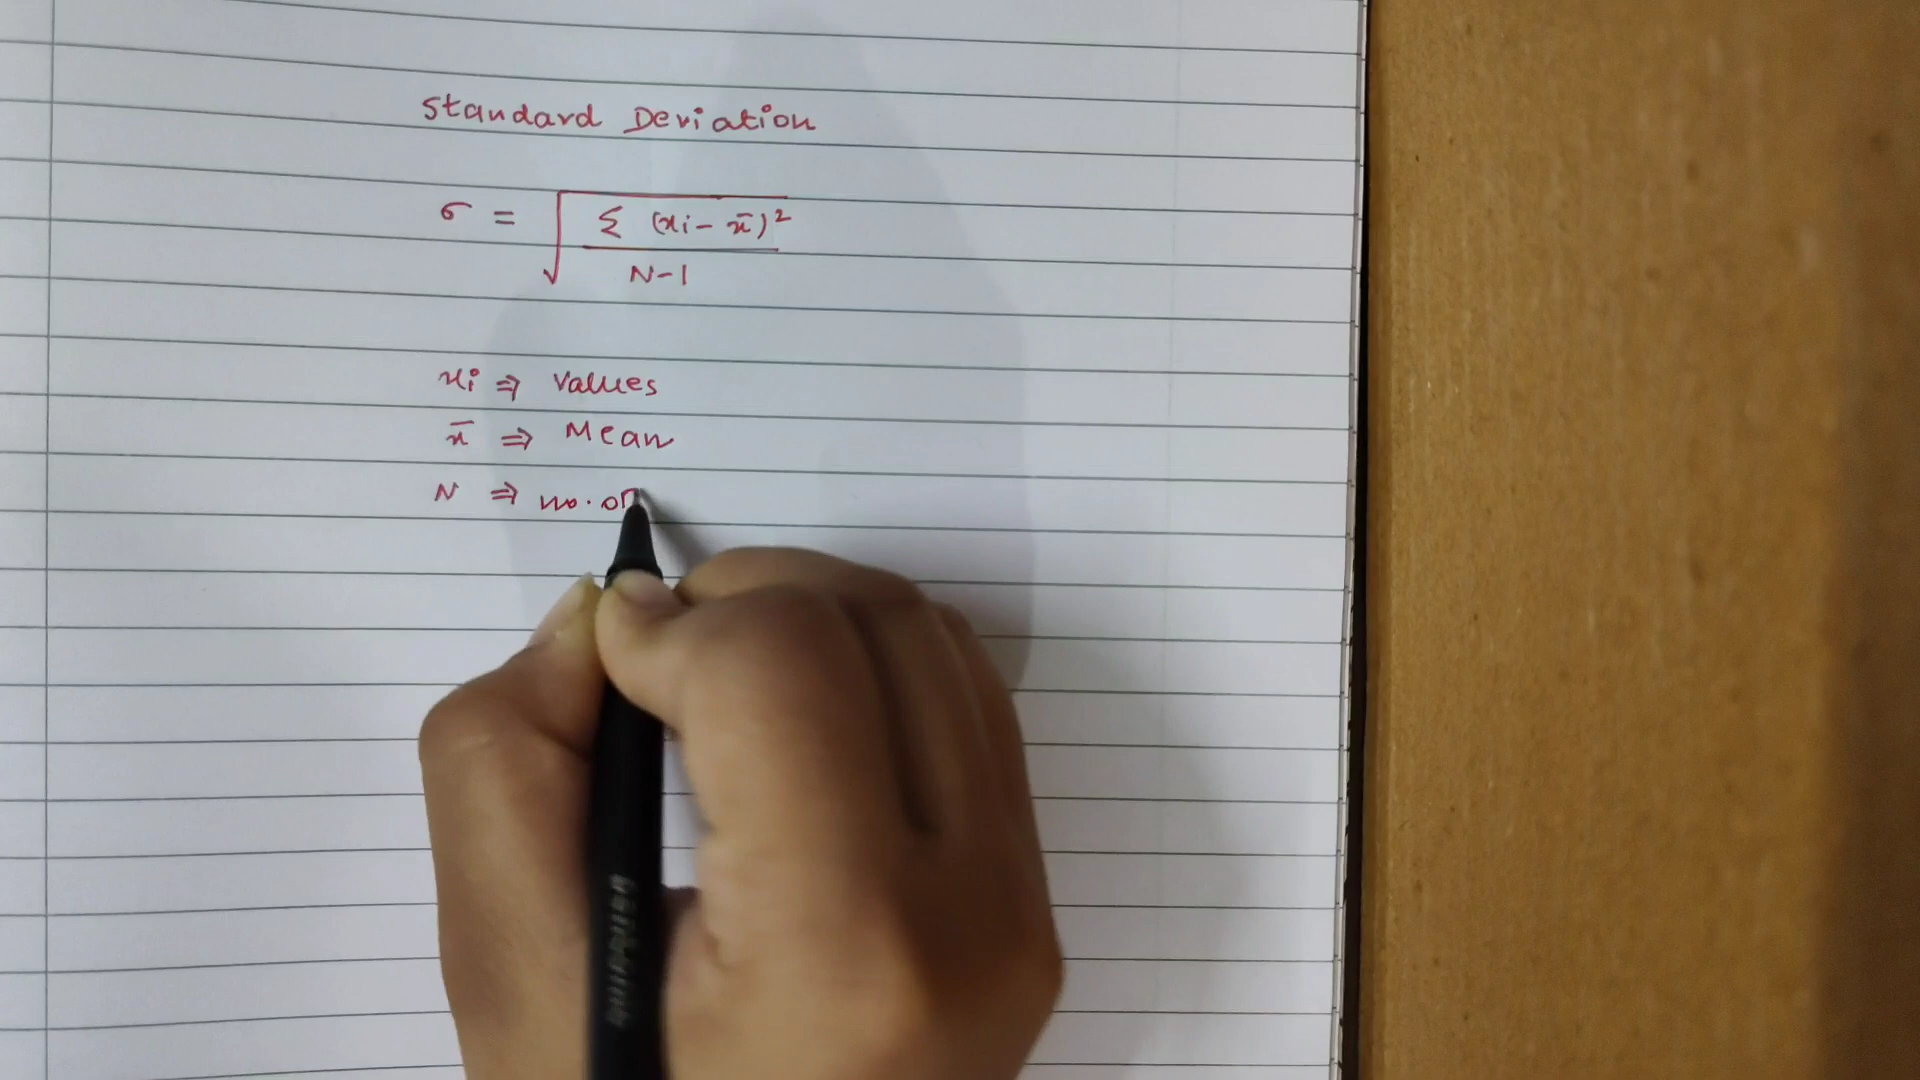 Standard Deviation
σ = √(Σ (xi - x̄)² / N-1)
xi ⇒ Values
x̄ ⇒ Mean
N ⇒ no. of